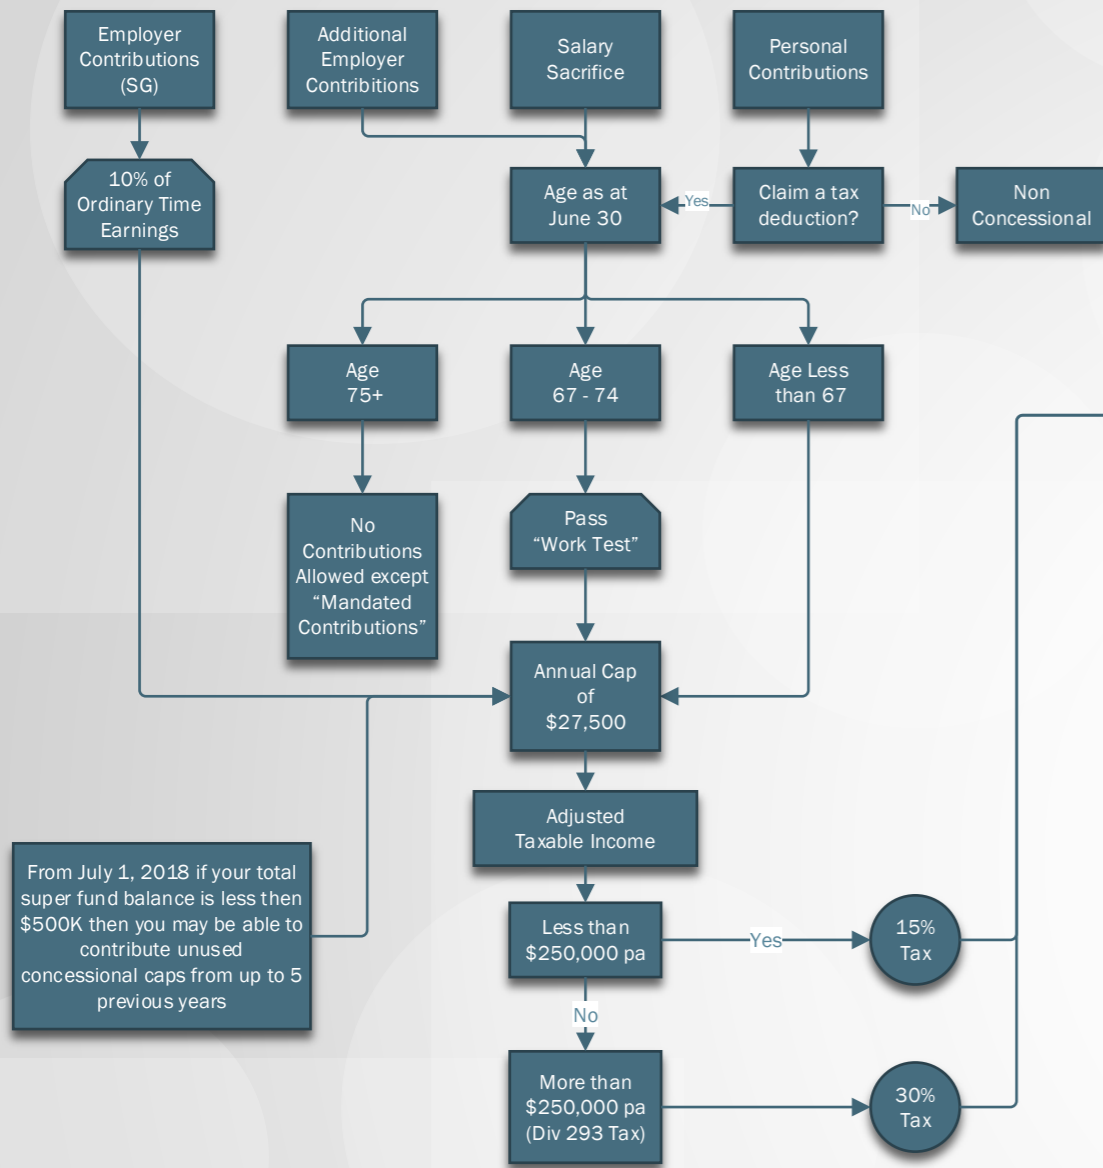 Employer
Contributions
(SG)
Additional
Employer
Contribitions
Salary
Sacrifice
Personal
Contributions
10% of
Ordinary Time
Earnings
Age as at
June 30
Yes
Claim a tax
deduction?
No
Non
Concessional
Age
75+
Age
67 - 74
Age Less
than 67
No
Contributions
Allowed except
“Mandated
Contributions”
Pass
“Work Test”
Annual Cap
of
$27,500
Adjusted
Taxable Income
From July 1, 2018 if your total
super fund balance is less then
$500K then you may be able to
contribute unused
concessional caps from up to 5
previous years
Less than
$250,000 pa
Yes
15%
Tax
No
More than
$250,000 pa
(Div 293 Tax)
30%
Tax